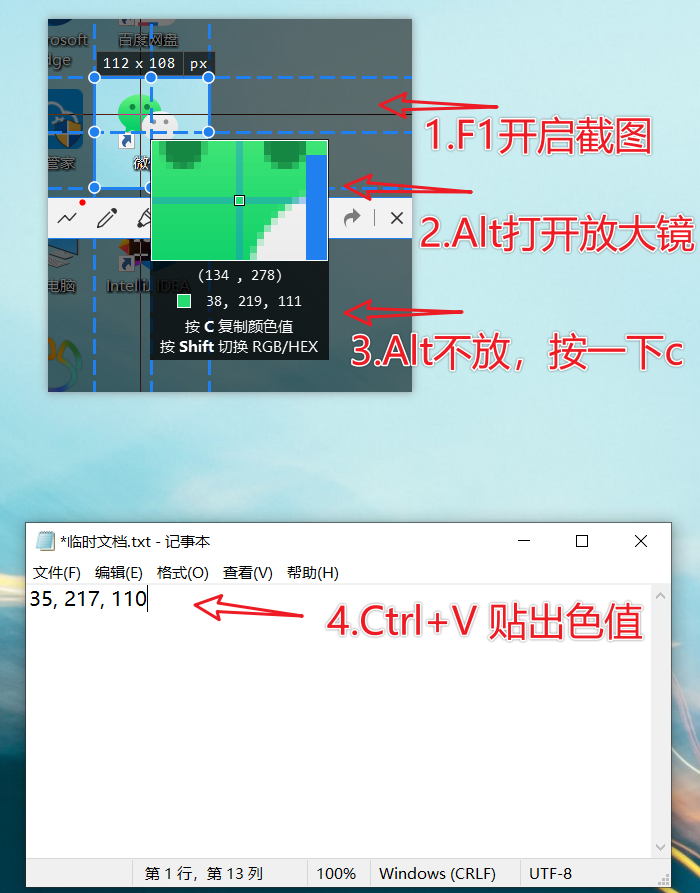 rosoft
百度网盘
dge
112 x 108 px
1.F1开启截图
管家
微
2.Alt打开放大镜
(134 , 278)
电脑
IntelliJ IDEA
38, 219, 111
按 C 复制颜色值
按 Shift 切换 RGB/HEX
3.Alt不放，按一下c
*临时文档.txt - 记事本
文件(F) 编辑(E) 格式(O) 查看(V) 帮助(H)
35, 217, 110
4.Ctrl+V 贴出色值
第 1 行，第 13 列 100% Windows (CRLF) UTF-8